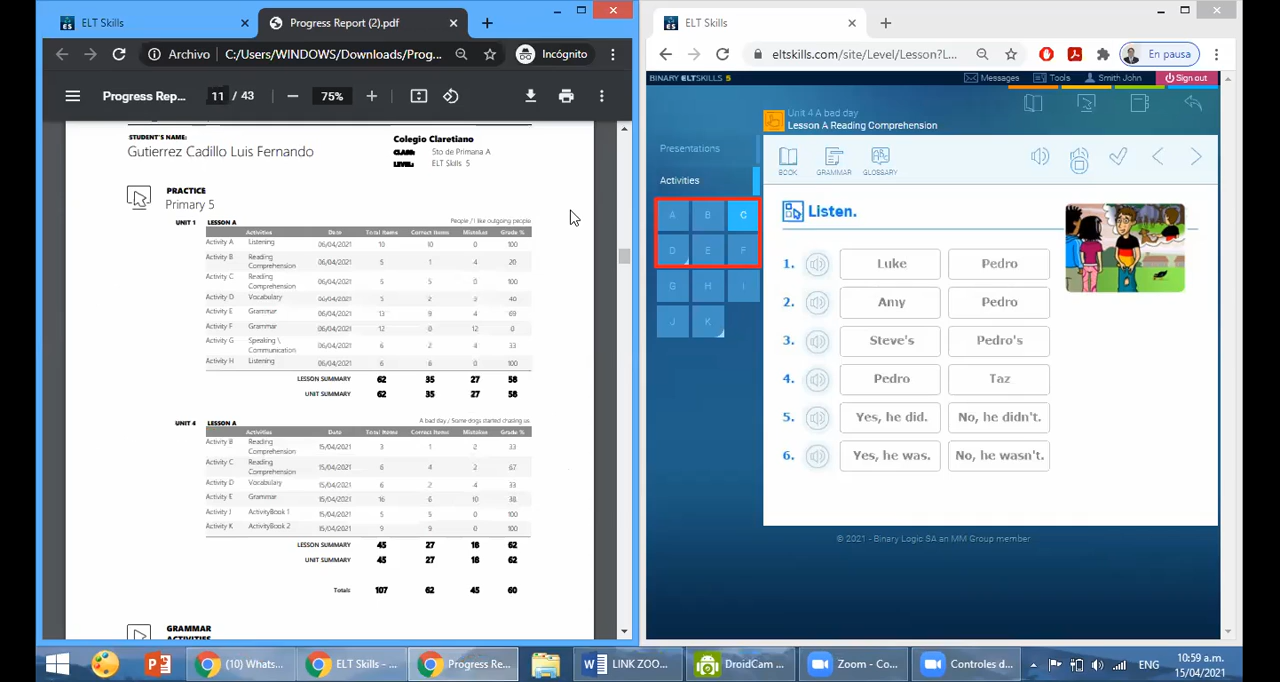 ELT Skills
Progress Report (2).pdf
Archivo
C:/Users/WINDOWS/Downloads/Prog...
Incógnito
Progress Rep...
11 / 43
75%
STUDENT'S NAME:
Gutierrez Cadillo Luis Fernando
Colegio Claretiano
CLASS: 5to de Primaria A
LEVEL: ELT Skills 5
PRACTICE
Primary 5
UNIT 1 LESSON A People / I like outgoing people
Activities Date Total Items Correct Items Mistakes Grade %
Activity A Listening 06/04/2021 10 10 0 100
Activity B Reading Comprehension 06/04/2021 5 1 4 20
Activity C Reading Comprehension 06/04/2021 5 5 0 100
Activity D Vocabulary 06/04/2021 5 2 3 40
Activity E Grammar 06/04/2021 13 9 4 69
Activity F Grammar 06/04/2021 12 0 12 0
Activity G Speaking \ Communication 06/04/2021 6 2 4 33
Activity H Listening 06/04/2021 6 6 0 100
LESSON SUMMARY 62 35 27 58
UNIT SUMMARY 62 35 27 58
UNIT 4 LESSON A A bad day / Some dogs started chasing us
Activities Date Total Items Correct Items Mistakes Grade %
Activity B Reading Comprehension 15/04/2021 3 1 2 33
Activity C Reading Comprehension 15/04/2021 6 4 2 67
Activity D Vocabulary 15/04/2021 6 2 4 33
Activity E Grammar 15/04/2021 16 6 10 38
Activity J ActivityBook 1 15/04/2021 5 5 0 100
Activity K ActivityBook 2 15/04/2021 9 9 0 100
LESSON SUMMARY 45 27 18 62
UNIT SUMMARY 45 27 18 62
Totals: 107 62 45 60
GRAMMAR
ACTIVITIES
ELT Skills
eltskills.com/site/Level/Lesson?L...
En pausa
BINARY ELTSKILLS 5
Messages
Tools
Smith John
Sign out
Unit 4 A bad day
Lesson A Reading Comprehension
Presentations
Activities
A B C
D E F
G H I
J K
BOOK
GRAMMAR
GLOSSARY
Listen.
1. Luke Pedro
2. Amy Pedro
3. Steve's Pedro's
4. Pedro Taz
5. Yes, he did. No, he didn't.
6. Yes, he was. No, he wasn't.
© 2021 - Binary Logic SA an MM Group member
(10) Whats...
ELT Skills - ...
Progress Re...
LINK ZOO...
DroidCam ...
Zoom - Co...
Controles d...
ENG
10:59 a.m.
15/04/2021